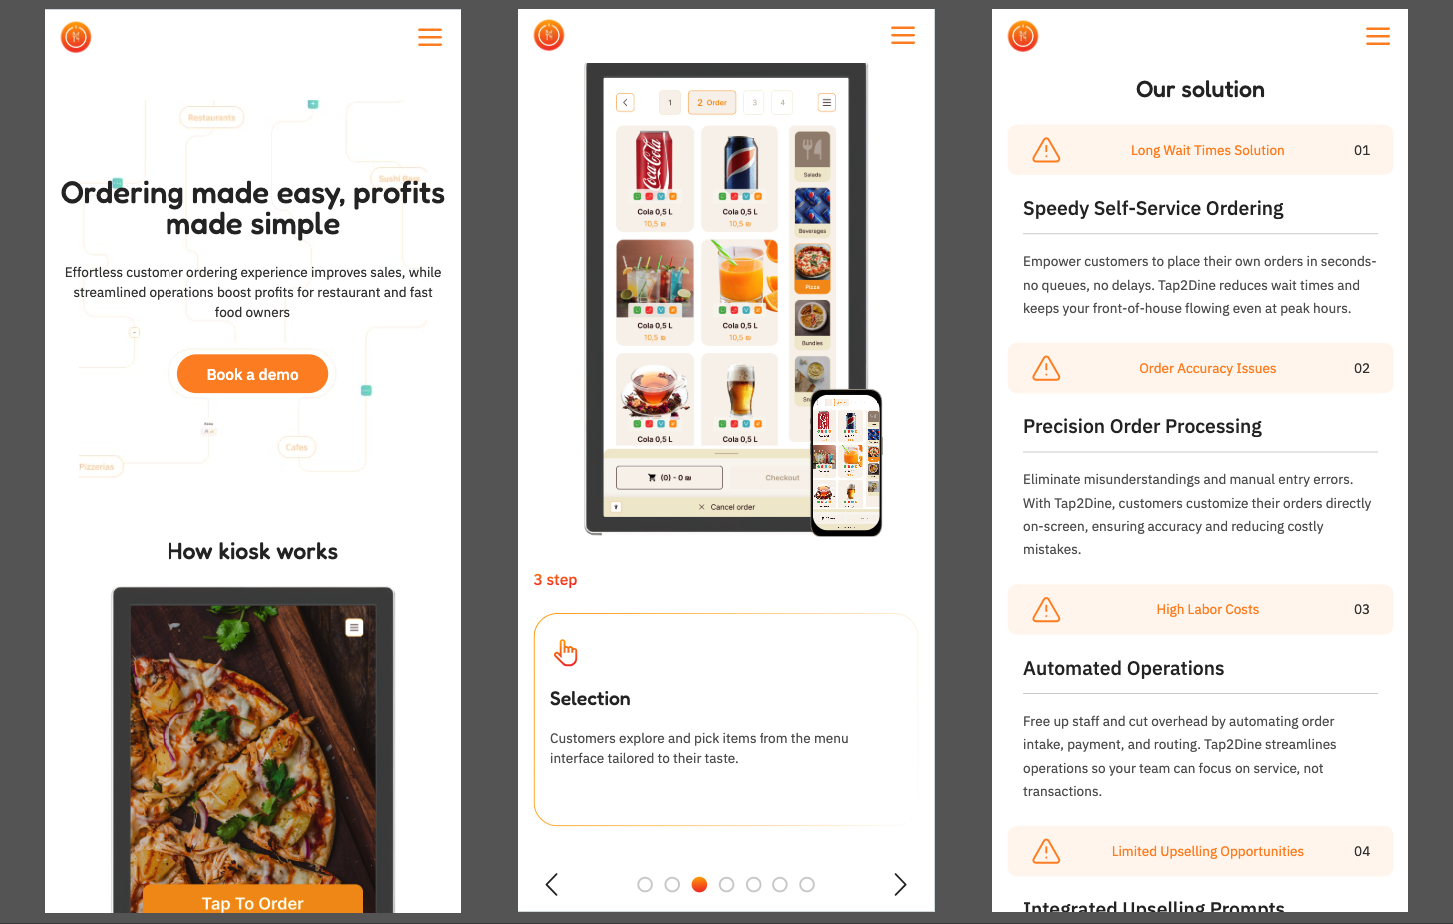 Restaurants
Sushi Bars
Ordering made easy, profits
made simple
Effortless customer ordering experience improves sales, while
streamlined operations boost profits for restaurant and fast
food owners
Book a demo
Cafes
Pizzerias
How kiosk works
Tap To Order
1
2 Order
3
4
Coca-Cola
Salads
Cola 0,5 L
Cola 0,5 L
10,5 ₪
10,5 ₪
Beverages
Pizza
Cola 0,5 L
Cola 0,5 L
10,5 ₪
10,5 ₪
Bundles
Cola 0,5 L
Cola 0,5 L
(0) - 0 ₪
Checkout
Cancel order
3 step
Selection
Customers explore and pick items from the menu
interface tailored to their taste.
Our solution
Long Wait Times Solution 01
Speedy Self-Service Ordering
Empower customers to place their own orders in seconds-
no queues, no delays. Tap2Dine reduces wait times and
keeps your front-of-house flowing even at peak hours.
Order Accuracy Issues 02
Precision Order Processing
Eliminate misunderstandings and manual entry errors.
With Tap2Dine, customers customize their orders directly
on-screen, ensuring accuracy and reducing costly
mistakes.
High Labor Costs 03
Automated Operations
Free up staff and cut overhead by automating order
intake, payment, and routing. Tap2Dine streamlines
operations so your team can focus on service, not
transactions.
Limited Upselling Opportunities 04
Integrated Upselling Prompts